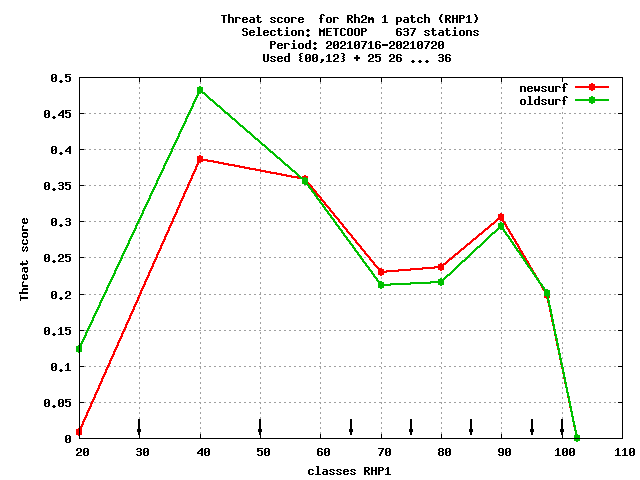 Threat score  for Rh2m 1 patch (RHP1)
Selection: METCOOP    637 stations
Period: 20210716-20210720
Used {00,12} + 25 26 ... 36
newsurf
oldsurf
0.5
0.45
0.4
0.35
0.3
0.25
0.2
0.15
0.1
0.05
0
Threat score
20 30 40 50 60 70 80 90 100 110
classes RHP1